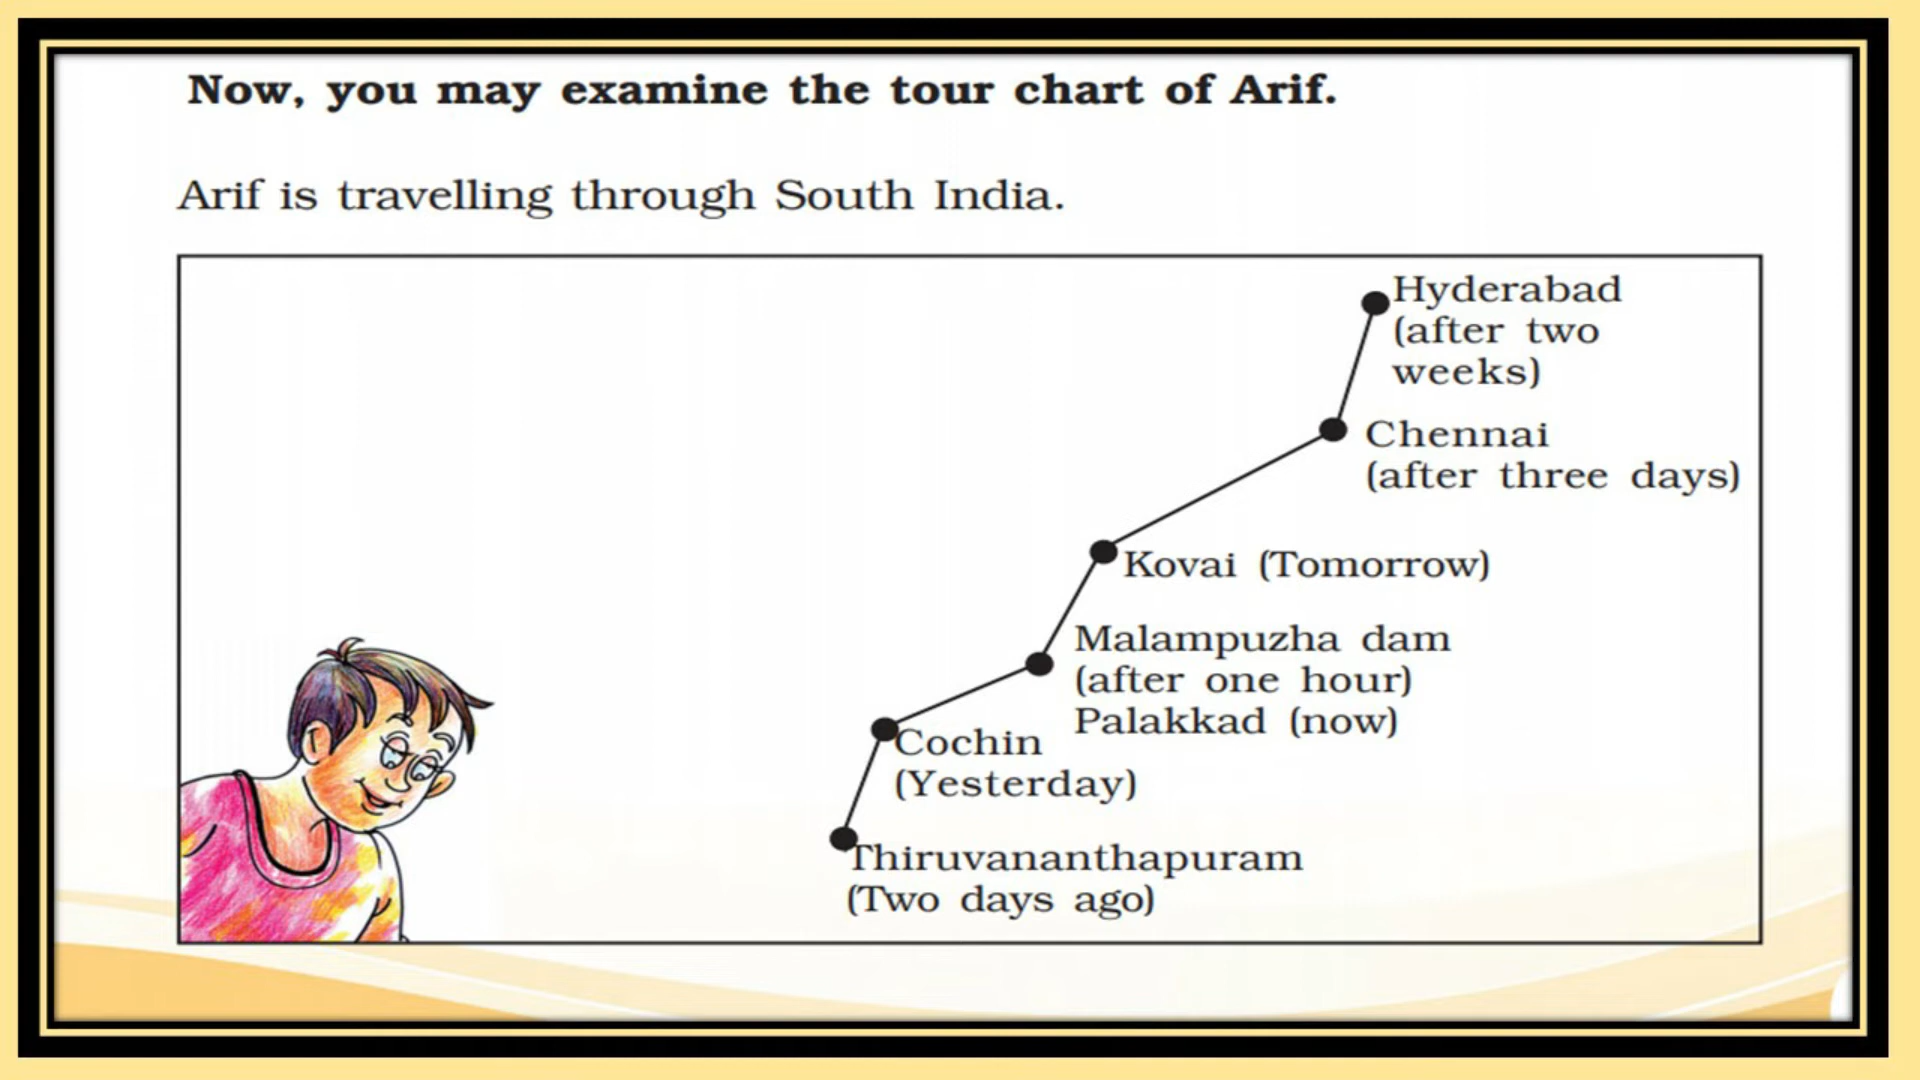 Now, you may examine the tour chart of Arif.
Arif is travelling through South India.
Hyderabad
(after two
weeks)
Chennai
(after three days)
Kovai (Tomorrow)
Malampuzha dam
(after one hour)
Palakkad (now)
Cochin
(Yesterday)
Thiruvananthapuram
(Two days ago)